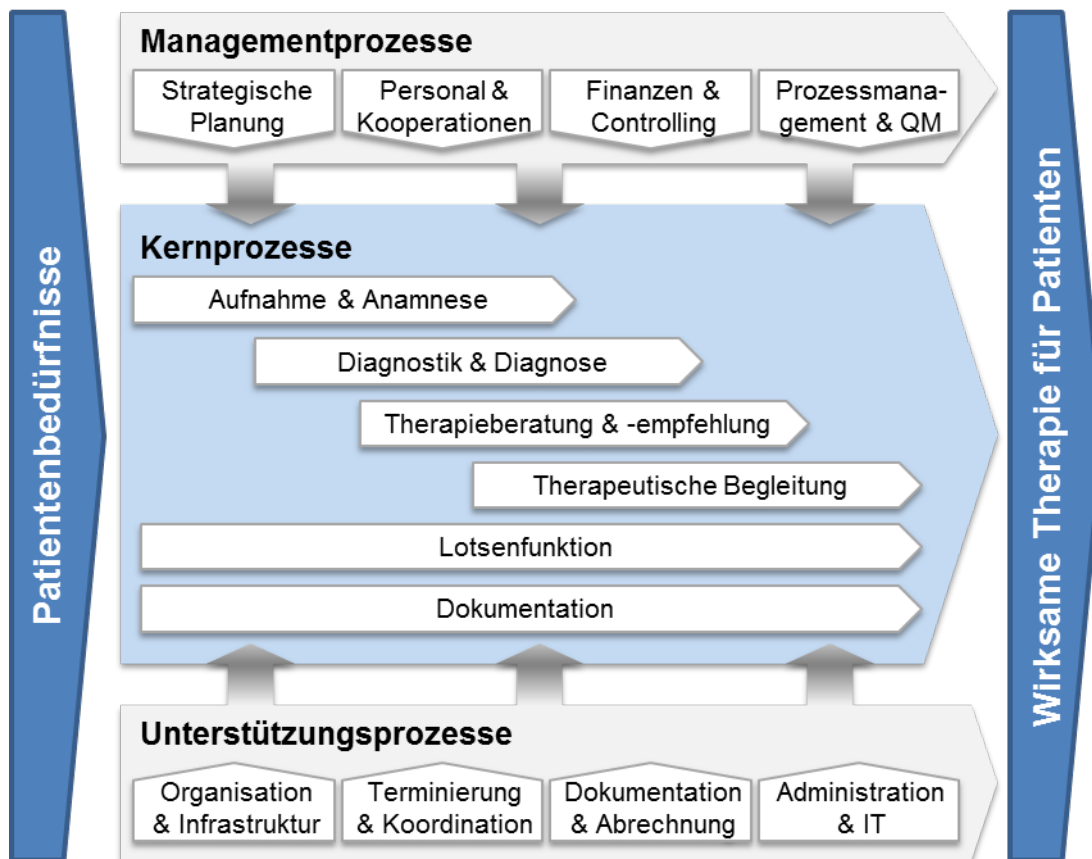 Patientenbedürfnisse
Managementprozesse
Strategische
Planung
Personal &
Kooperationen
Finanzen &
Controlling
Prozessmana-
gement & QM
Kernprozesse
Aufnahme & Anamnese
Diagnostik & Diagnose
Therapieberatung & -empfehlung
Therapeutische Begleitung
Lotsenfunktion
Dokumentation
Unterstützungsprozesse
Organisation
& Infrastruktur
Terminierung
& Koordination
Dokumentation
& Abrechnung
Administration
& IT
Wirksame Therapie für Patienten